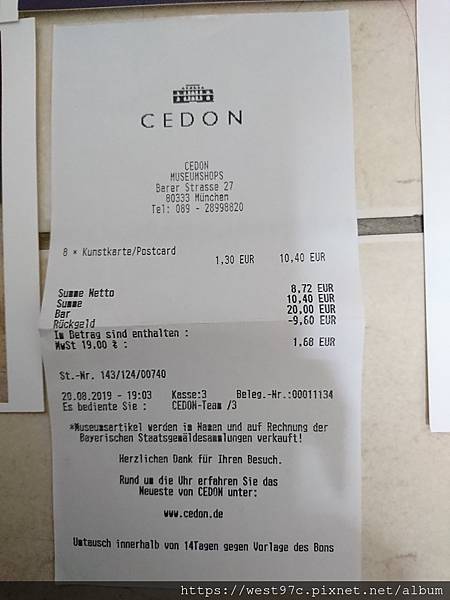 CEDON
CEDON
MUSEUMSHOPS
Barer Strasse 27
80333 München
Tel: 089 - 28998820
8 * Kunstkarte/Postcard 1,30 EUR 10,40 EUR
Summe Netto 8,72 EUR
Summe 10,40 EUR
Bar 20,00 EUR
Rückgeld -9,60 EUR
Im Betrag sind enthalten :
MwSt 19.00 % : 1,68 EUR
St.-Nr. 143/124/00740
20.08.2019 - 19:03 Kasse:3 Beleg.-Nr.:00011134
Es bediente Sie : CEDON-Team /3
*Museumsartikel werden im Namen und auf Rechnung der
Bayerischen Staatsgemäldesammlungen verkauft!
Herzlichen Dank für Ihren Besuch.
Rund um die Uhr erfahren Sie das
Neueste von CEDON unter:
www.cedon.de
Umtausch innerhalb von 14Tagen gegen Vorlage des Bons
https://west97c.pixnet.net/album